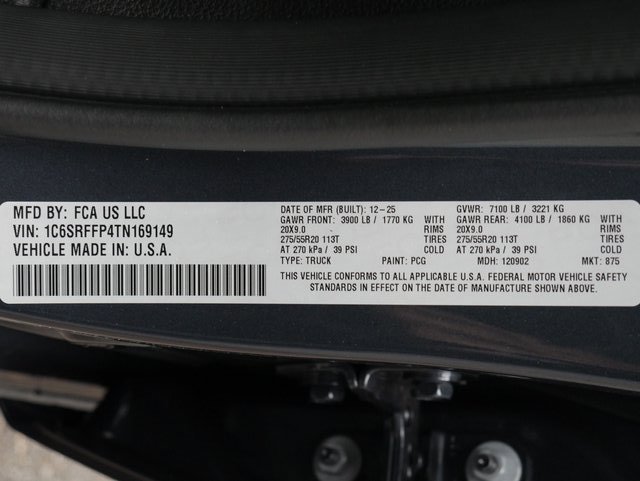 MFD BY: FCA US LLC
VIN: 1C6SRFFP4TN169149
VEHICLE MADE IN: U.S.A.
DATE OF MFR (BUILT): 12-25
GAWR FRONT: 3900 LB / 1770 KG WITH
20X9.0 RIMS
275/55R20 113T TIRES
AT 270 kPa / 39 PSI COLD
TYPE: TRUCK PAINT: PCG
GVWR: 7100 LB / 3221 KG
GAWR REAR: 4100 LB / 1860 KG WITH
20X9.0 RIMS
275/55R20 113T TIRES
AT 270 kPa / 39 PSI COLD
MDH: 120902 MKT: 875
THIS VEHICLE CONFORMS TO ALL APPLICABLE U.S.A. FEDERAL MOTOR VEHICLE SAFETY
STANDARDS IN EFFECT ON THE DATE OF MANUFACTURE SHOWN ABOVE.